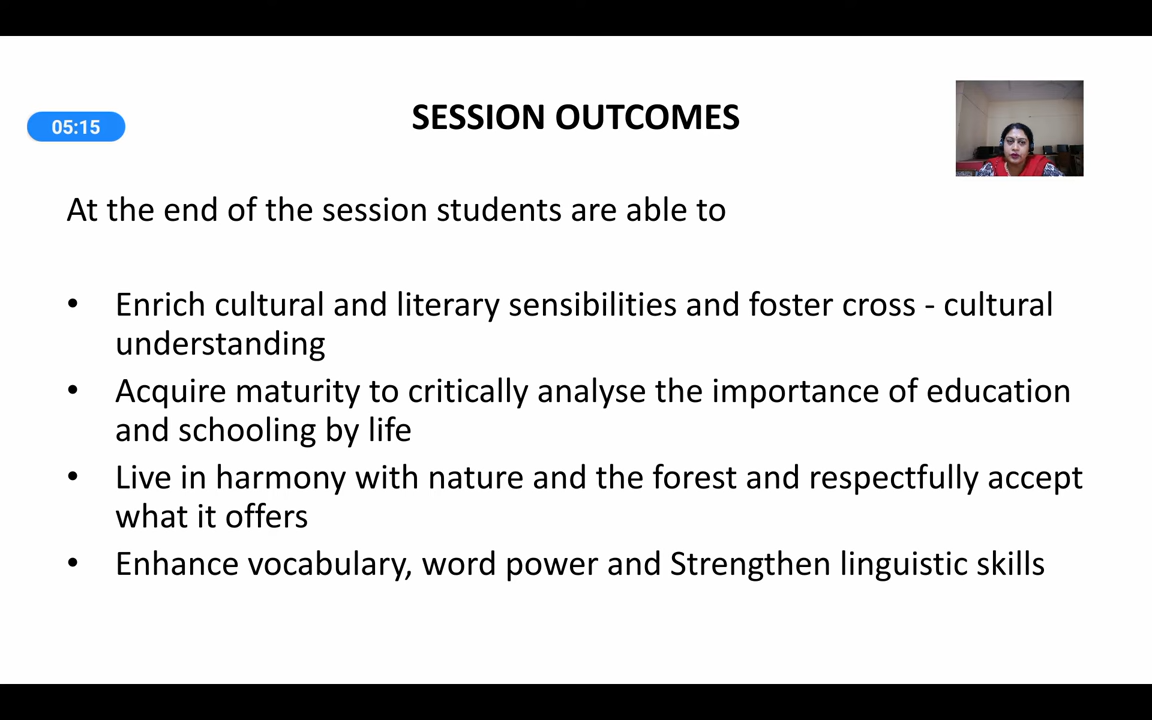 SESSION OUTCOMES
05:15
At the end of the session students are able to
• Enrich cultural and literary sensibilities and foster cross - cultural
understanding
• Acquire maturity to critically analyse the importance of education
and schooling by life
• Live in harmony with nature and the forest and respectfully accept
what it offers
• Enhance vocabulary, word power and Strengthen linguistic skills